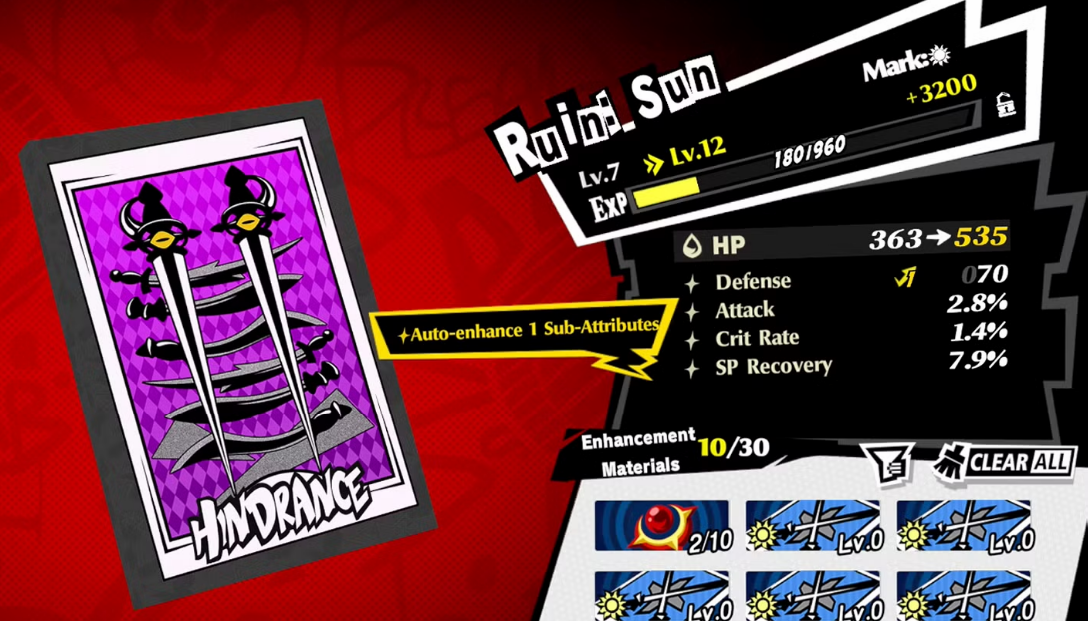 Ruin: Sun
Mark:
+3200
Lv.7 Lv.12
180/960
Exp
HP 363→535
Defense 070
Attack 2.8%
Crit Rate 1.4%
SP Recovery 7.9%
Auto-enhance 1 Sub-Attributes
HINDRANCE
Enhancement Materials 10/30
CLEAR ALL
2/10 Lv.0 Lv.0
Lv.0 Lv.0 Lv.0